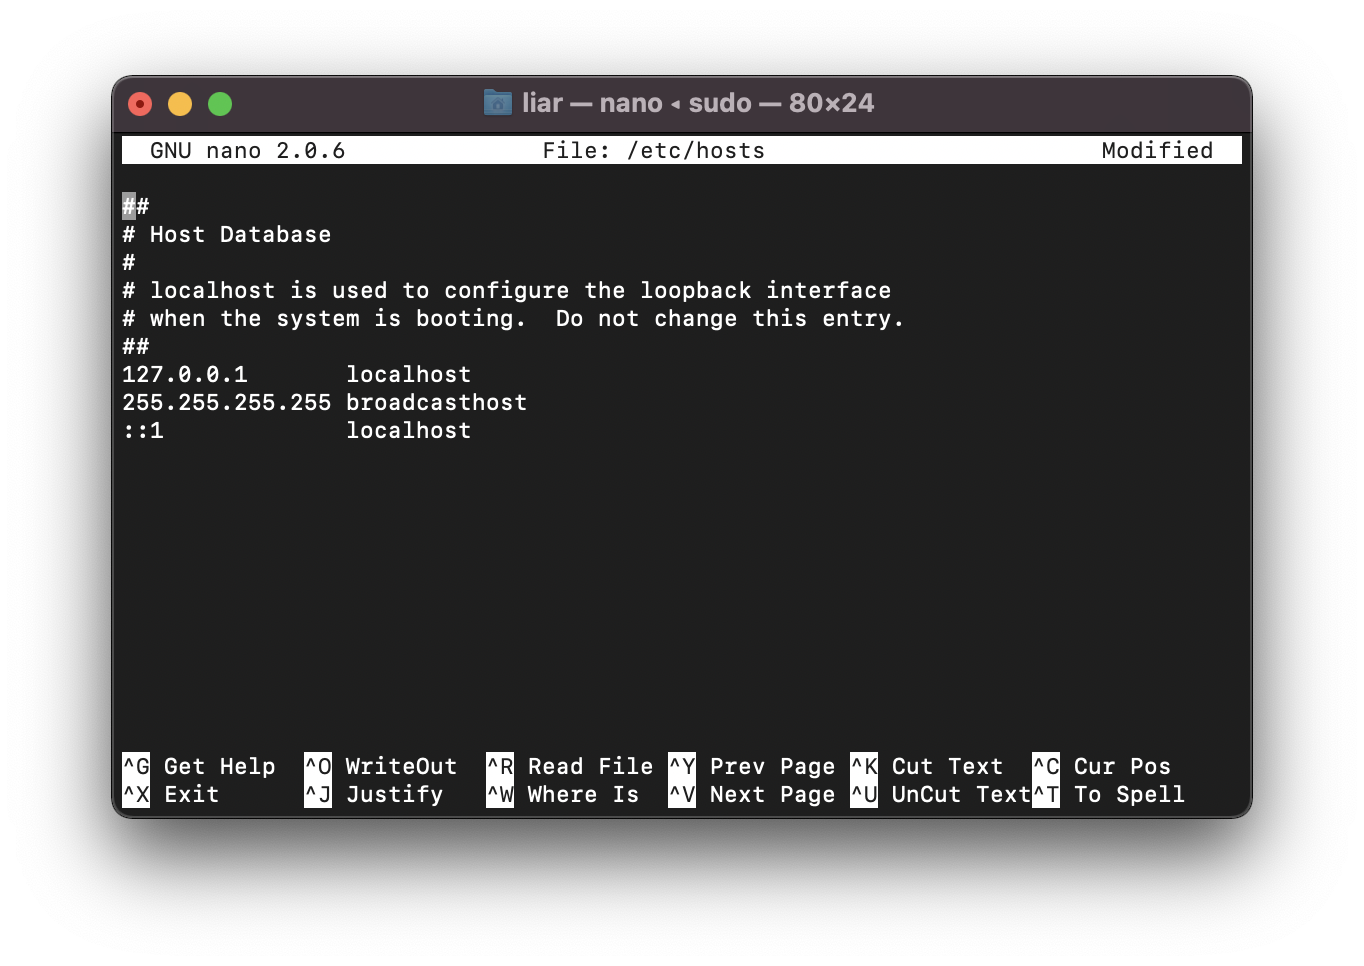 liar — nano ◂ sudo — 80×24
GNU nano 2.0.6 File: /etc/hosts Modified
##
# Host Database
#
# localhost is used to configure the loopback interface
# when the system is booting.  Do not change this entry.
##
127.0.0.1       localhost
255.255.255.255 broadcasthost
::1             localhost
^G Get Help  ^O WriteOut  ^R Read File ^Y Prev Page ^K Cut Text  ^C Cur Pos
^X Exit      ^J Justify   ^W Where Is  ^V Next Page ^U UnCut Text^T To Spell